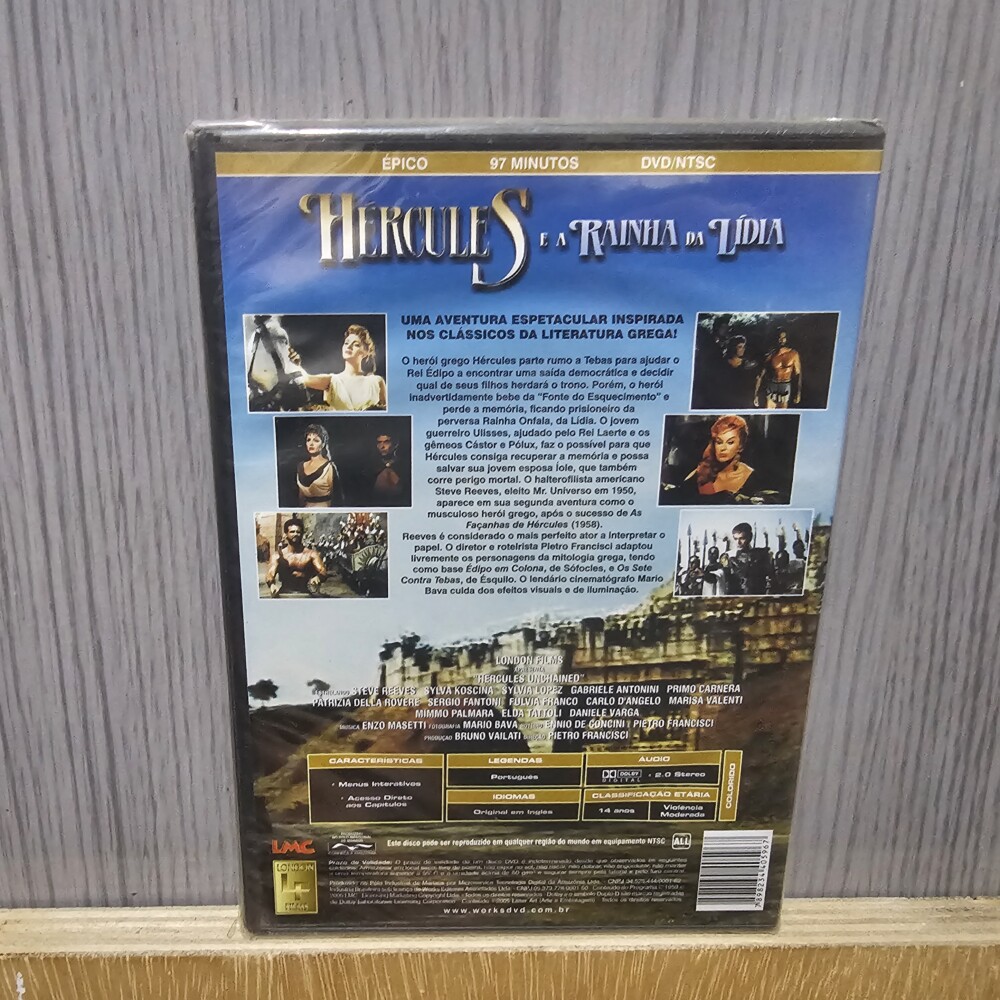 ÉPICO 97 MINUTOS DVD/NTSC
HÉRCULES E A RAINHA DA LÍDIA
UMA AVENTURA ESPETACULAR INSPIRADA
NOS CLÁSSICOS DA LITERATURA GREGA!
O herói grego Hércules parte rumo a Tebas para ajudar o
Rei Édipo a encontrar uma saída democrática e decidir
qual de seus filhos herdará o trono. Porém, o herói
inadvertidamente bebe da "Fonte do Esquecimento" e
perde a memória, ficando prisioneiro da
perversa Rainha Onfala, da Lídia. O jovem
guerreiro Ulisses, ajudado pelo Rei Laerte e os
gêmeos Cástor e Pólux, faz o possível para que
Hércules consiga recuperar a memória e possa
salvar sua jovem esposa Íole, que também
corre perigo mortal. O halterofilista americano
Steve Reeves, eleito Mr. Universo em 1950,
aparece em sua segunda aventura como o
musculoso herói grego, após o sucesso de As
Façanhas de Hércules (1958).
Reeves é considerado o mais perfeito ator a interpretar o
papel. O diretor e roteirista Pietro Francisci adaptou
livremente os personagens da mitologia grega, tendo
como base Édipo em Colona, de Sófocles, e Os Sete
Contra Tebas, de Ésquilo. O lendário cinematógrafo Mario
Bava cuida dos efeitos visuais e de iluminação.
LONDON FILMS
APRESENTA
"HERCULES UNCHAINED"
ESTRELANDO STEVE REEVES SYLVA KOSCINA SYLVIA LOPEZ GABRIELE ANTONINI PRIMO CARNERA
PATRIZIA DELLA ROVERE SERGIO FANTONI FULVIA FRANCO CARLO D'ÂNGELO MARISA VALENTI
MIMMO PALMARA ELDA TATTOLI DANIELE VARGA
MÚSICA ENZO MASETTI FOTOGRAFIA MARIO BAVA ROTEIRO ENNIO DE CONCINI E PIETRO FRANCISCI
PRODUÇÃO BRUNO VAILATI DIREÇÃO PIETRO FRANCISCI
CARACTERÍSTICAS
• Menus Interativos
• Acesso Direto
aos Capítulos
LEGENDAS
Português
IDIOMAS
Original em Inglês
ÁUDIO
DOLBY DIGITAL • 2.0 Stereo
CLASSIFICAÇÃO ETÁRIA
14 anos
Violência
Moderada
COLORIDO
LMC
Este disco pode ser reproduzido em qualquer região da mundo em equipamento NTSC ALL
LONDON
FILMS
www.worksdvd.com.br
7898234405967